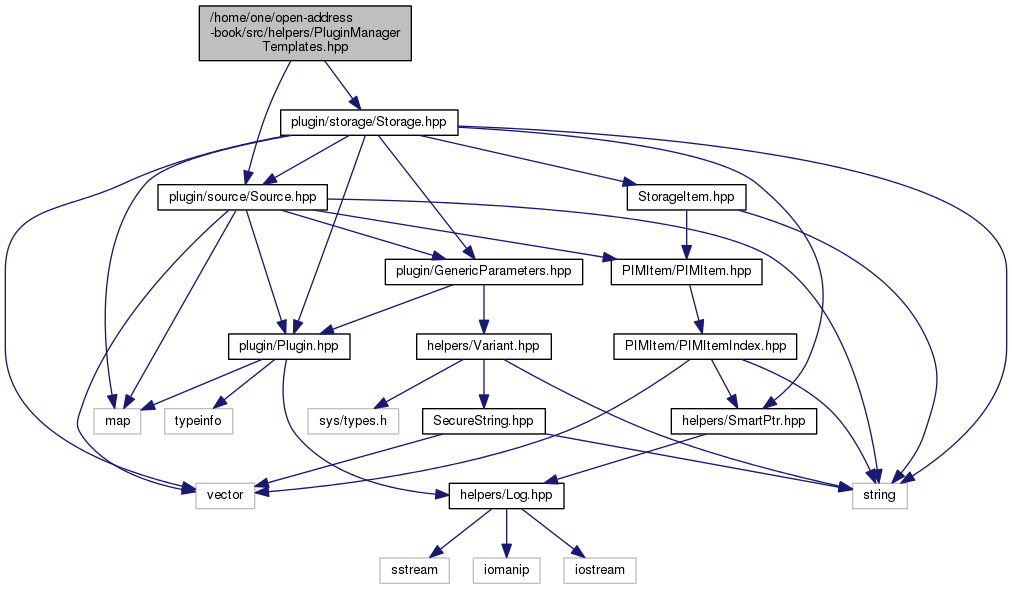 /home/one/open-address
-book/src/helpers/PluginManager
Templates.hpp
plugin/storage/Storage.hpp
plugin/source/Source.hpp
StorageItem.hpp
plugin/GenericParameters.hpp
PIMItem/PIMItem.hpp
plugin/Plugin.hpp
helpers/Variant.hpp
PIMItem/PIMItemIndex.hpp
map
typeinfo
sys/types.h
SecureString.hpp
helpers/SmartPtr.hpp
vector
helpers/Log.hpp
string
sstream
iomanip
iostream